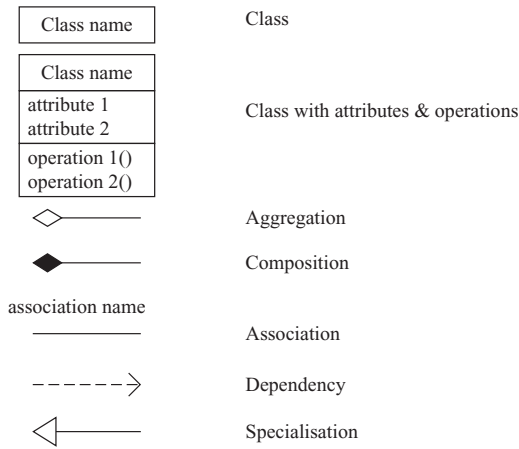 Class name
Class
Class name
attribute 1
attribute 2
operation 1()
operation 2()
Class with attributes & operations
Aggregation
Composition
association name
Association
Dependency
Specialisation